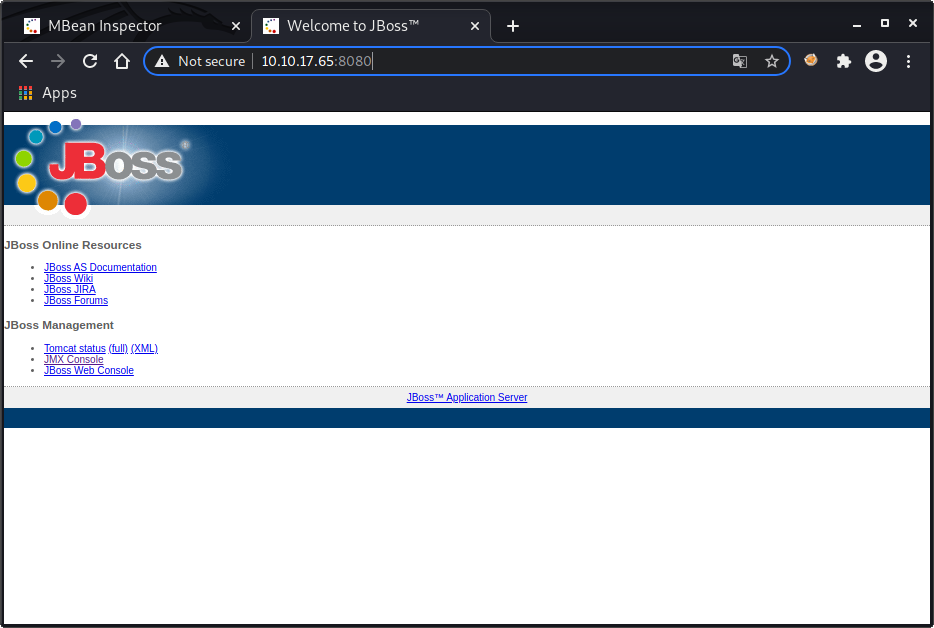 MBean Inspector
Welcome to JBoss™
Not secure 10.10.17.65:8080
Apps
JBoss®
JBoss Online Resources
JBoss AS Documentation
JBoss Wiki
JBoss JIRA
JBoss Forums
JBoss Management
Tomcat status (full) (XML)
JMX Console
JBoss Web Console
JBoss™ Application Server